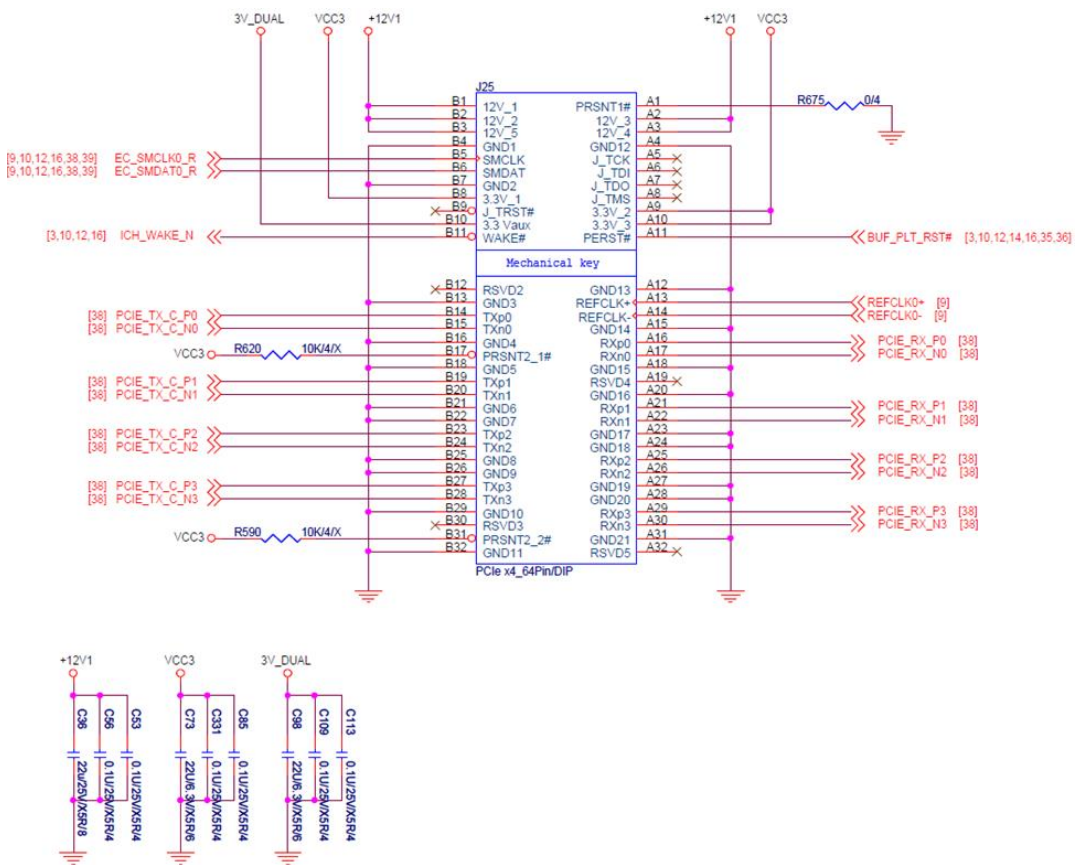 3V_DUAL VCC3 +12V1 +12V1 VCC3
J25
R675 0/4
B1 12V_1 PRSNT1# A1
B2 12V_2 12V_3 A2
B3 12V_5 12V_4 A3
B4 GND1 GND12 A4
[9,10,12,16,38,39] EC_SMCLK0_R B5 SMCLK J_TCK A5
[9,10,12,16,38,39] EC_SMDAT0_R B6 SMDAT J_TDI A6
B7 GND2 J_TDO A7
B8 3.3V_1 J_TMS A8
B9 J_TRST# 3.3V_2 A9
B10 3.3 Vaux 3.3V_3 A10
[3,10,12,16] ICH_WAKE_N B11 WAKE# PERST# A11 BUF_PLT_RST# [3,10,12,14,16,35,36]
Mechanical key
B12 RSVD2 GND13 A12
B13 GND3 REFCLK+ A13 REFCLK0+ [9]
[38] PCIE_TX_C_P0 B14 TXp0 REFCLK- A14 REFCLK0- [9]
[38] PCIE_TX_C_N0 B15 TXn0 GND14 A15
B16 GND4 RXp0 A16 PCIE_RX_P0 [38]
VCC3 R620 10K/4/X B17 PRSNT2_1# RXn0 A17 PCIE_RX_N0 [38]
B18 GND5 GND15 A18
[38] PCIE_TX_C_P1 B19 TXp1 RSVD4 A19
[38] PCIE_TX_C_N1 B20 TXn1 GND16 A20
B21 GND6 RXp1 A21 PCIE_RX_P1 [38]
B22 GND7 RXn1 A22 PCIE_RX_N1 [38]
[38] PCIE_TX_C_P2 B23 TXp2 GND17 A23
[38] PCIE_TX_C_N2 B24 TXn2 GND18 A24
B25 GND8 RXp2 A25 PCIE_RX_P2 [38]
B26 GND9 RXn2 A26 PCIE_RX_N2 [38]
[38] PCIE_TX_C_P3 B27 TXp3 GND19 A27
[38] PCIE_TX_C_N3 B28 TXn3 GND20 A28
B29 GND10 RXp3 A29 PCIE_RX_P3 [38]
B30 RSVD3 RXn3 A30 PCIE_RX_N3 [38]
VCC3 R590 10K/4/X B31 PRSNT2_2# GND21 A31
B32 GND11 RSVD5 A32
PCIe x4_64Pin/DIP
+12V1 VCC3 3V_DUAL
C36 22u/25V/X5R/8
C56 0.1U/25V/X5R/4
C53 0.1U/25V/X5R/4
C73 22U/6.3V/X5R/6
C331 0.1U/25V/X5R/4
C85 0.1U/25V/X5R/4
C98 22U/6.3V/X5R/6
C109 0.1U/25V/X5R/4
C113 0.1U/25V/X5R/4